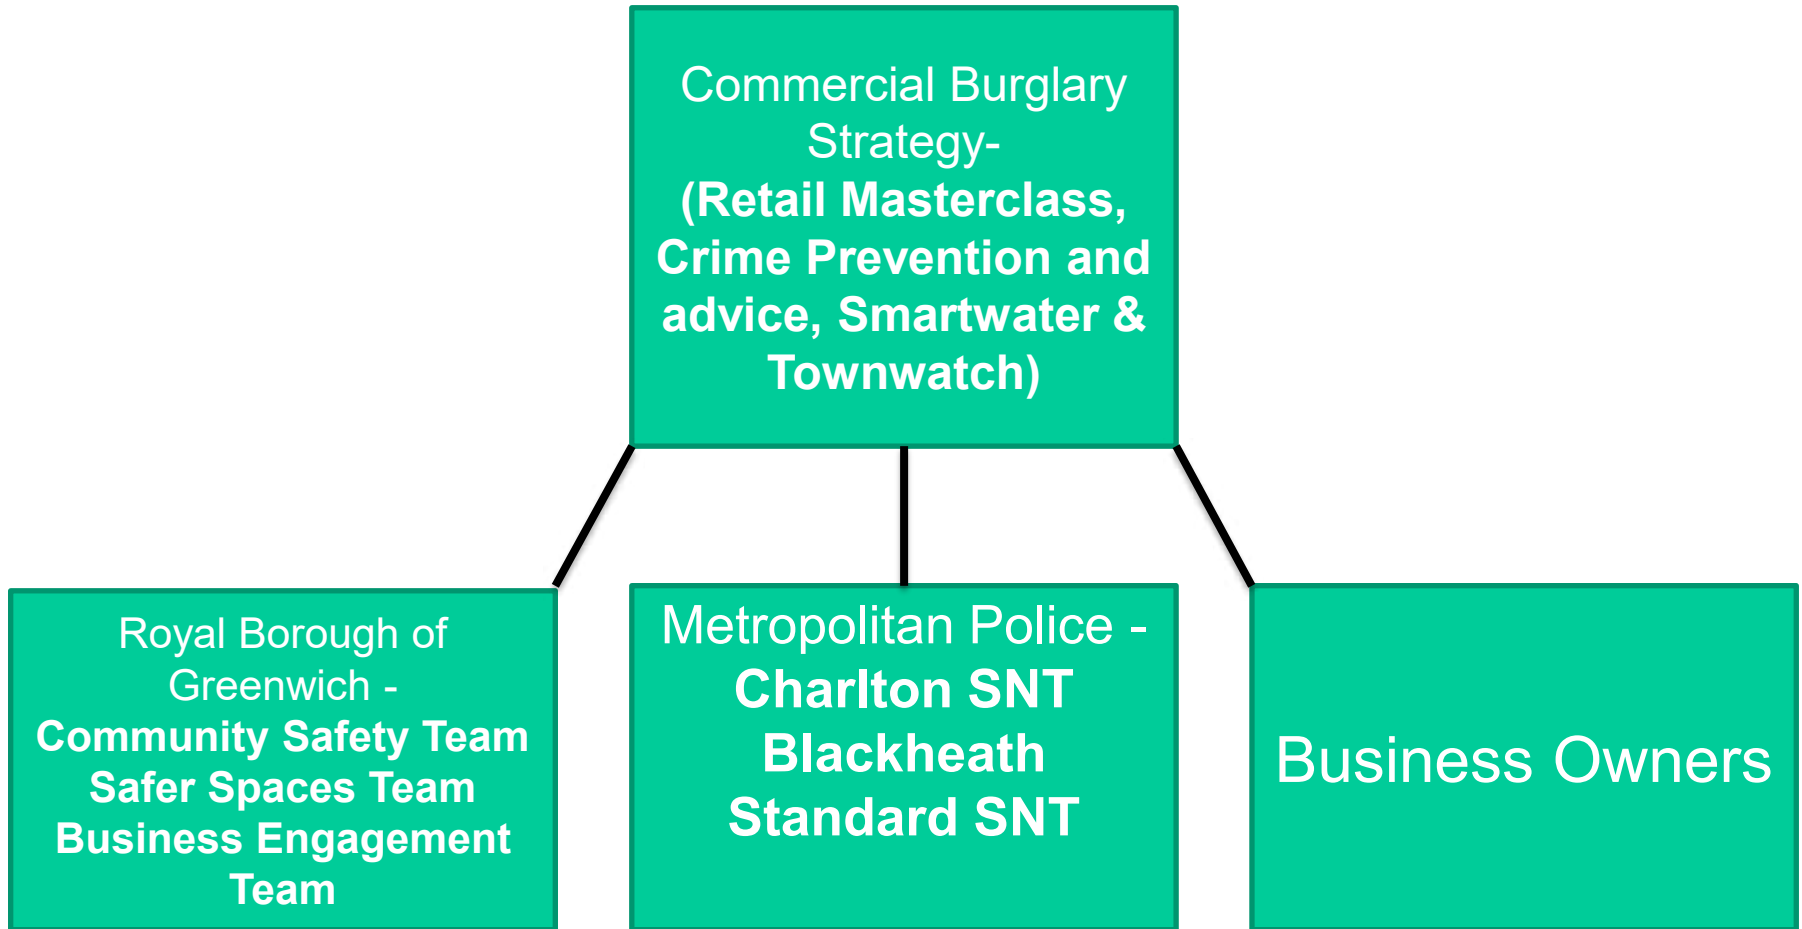 Commercial Burglary
Strategy-
(Retail Masterclass,
Crime Prevention and
advice, Smartwater &
Townwatch)
Royal Borough of
Greenwich -
Community Safety Team
Safer Spaces Team
Business Engagement
Team
Metropolitan Police -
Charlton SNT
Blackheath
Standard SNT
Business Owners